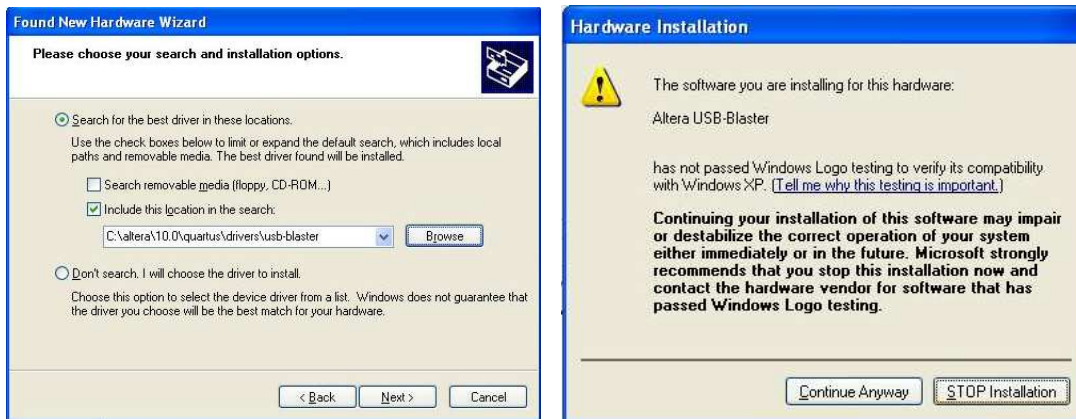 Found New Hardware Wizard
Please choose your search and installation options.
Search for the best driver in these locations.
Use the check boxes below to limit or expand the default search, which includes local
paths and removable media. The best driver found will be installed.
Search removable media (floppy, CD-ROM...)
Include this location in the search:
C:\altera\10.0\quartus\drivers\usb-blaster
Browse
Don't search. I will choose the driver to install.
Choose this option to select the device driver from a list. Windows does not guarantee that
the driver you choose will be the best match for your hardware.
< Back
Next >
Cancel
Hardware Installation
The software you are installing for this hardware:
Altera USB-Blaster
has not passed Windows Logo testing to verify its compatibility
with Windows XP. (Tell me why this testing is important.)
Continuing your installation of this software may impair
or destabilize the correct operation of your system
either immediately or in the future. Microsoft strongly
recommends that you stop this installation now and
contact the hardware vendor for software that has
passed Windows Logo testing.
Continue Anyway
STOP Installation